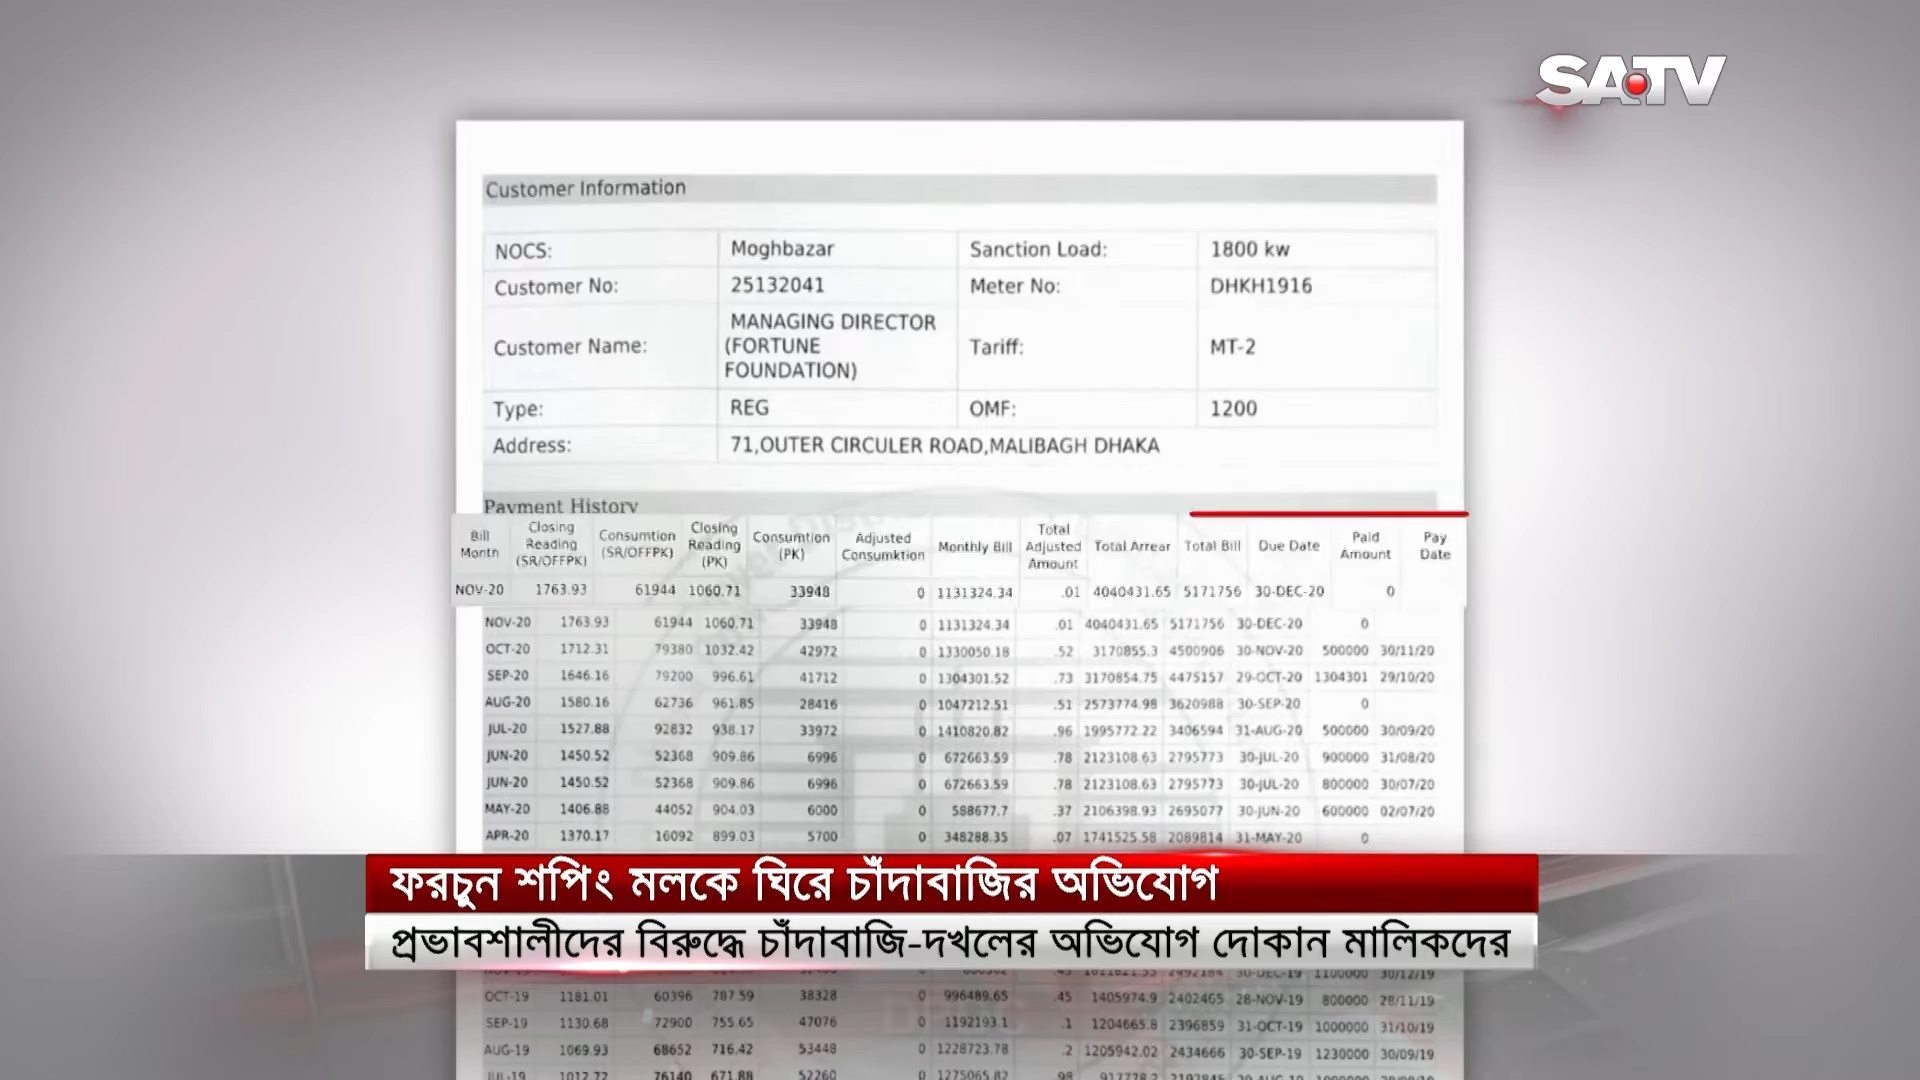 SATV
Customer Information
NOCS: Moghbazar Sanction Load: 1800 kw
Customer No: 25132041 Meter No: DHKH1916
Customer Name: MANAGING DIRECTOR (FORTUNE FOUNDATION) Tariff: MT-2
Type: REG OMF: 1200
Address: 71,OUTER CIRCULER ROAD,MALIBAGH DHAKA
Payment History
Bill Month Closing Reading (SR/OFFPK) Consumtion (SR/OFFPK) Closing Reading (PK) Consumtion (PK) Adjusted Consumktion Monthly Bill Total Adjusted Amount Total Arrear Total Bill Due Date Paid Amount Pay Date
NOV-20 1763.93 61944 1060.71 33948 0 1131324.34 .01 4040431.65 5171756 30-DEC-20 0
NOV-20 1763.93 61944 1060.71 33948 0 1131324.34 .01 4040431.65 5171756 30-DEC-20 0
OCT-20 1712.31 79380 1032.42 42972 0 1330050.18 .52 3170855.3 4500906 30-NOV-20 500000 30/11/20
SEP-20 1646.16 79200 996.61 41712 0 1304301.52 .73 3170854.75 4475157 29-OCT-20 1304301 29/10/20
AUG-20 1580.16 62736 961.85 28416 0 1047212.51 .51 2573774.98 3620988 30-SEP-20 0
JUL-20 1527.88 92832 938.17 33972 0 1410820.82 .96 1995772.22 3406594 31-AUG-20 500000 30/09/20
JUN-20 1450.52 52368 909.86 6996 0 672663.59 .78 2123108.63 2795773 30-JUL-20 900000 31/08/20
JUN-20 1450.52 52368 909.86 6996 0 672663.59 .78 2123108.63 2795773 30-JUL-20 800000 30/07/20
MAY-20 1406.88 44052 904.03 6000 0 588677.7 .37 2106398.93 2695077 30-JUN-20 600000 02/07/20
APR-20 1370.17 16092 899.03 5700 0 348288.35 .07 1741525.58 2089814 31-MAY-20 0
ফরচুন শপিং মলকে ঘিরে চাঁদাবাজির অভিযোগ
প্রভাবশালীদের বিরুদ্ধে চাঁদাবাজি-দখলের অভিযোগ দোকান মালিকদের
30-DEC-19 1100000 30/12/19
OCT-19 1181.01 60396 787.59 38328 0 996489.65 .45 1405974.9 2402465 28-NOV-19 800000 28/11/19
SEP-19 1130.68 72900 755.65 47076 0 1192193.1 .1 1204665.8 2396859 31-OCT-19 1000000 31/10/19
AUG-19 1069.93 68652 716.42 53448 0 1228723.78 .2 1205942.02 2434666 30-SEP-19 1230000 30/09/19
JUL-19 1012.72 76140 671.88 52260 0 1275065.82